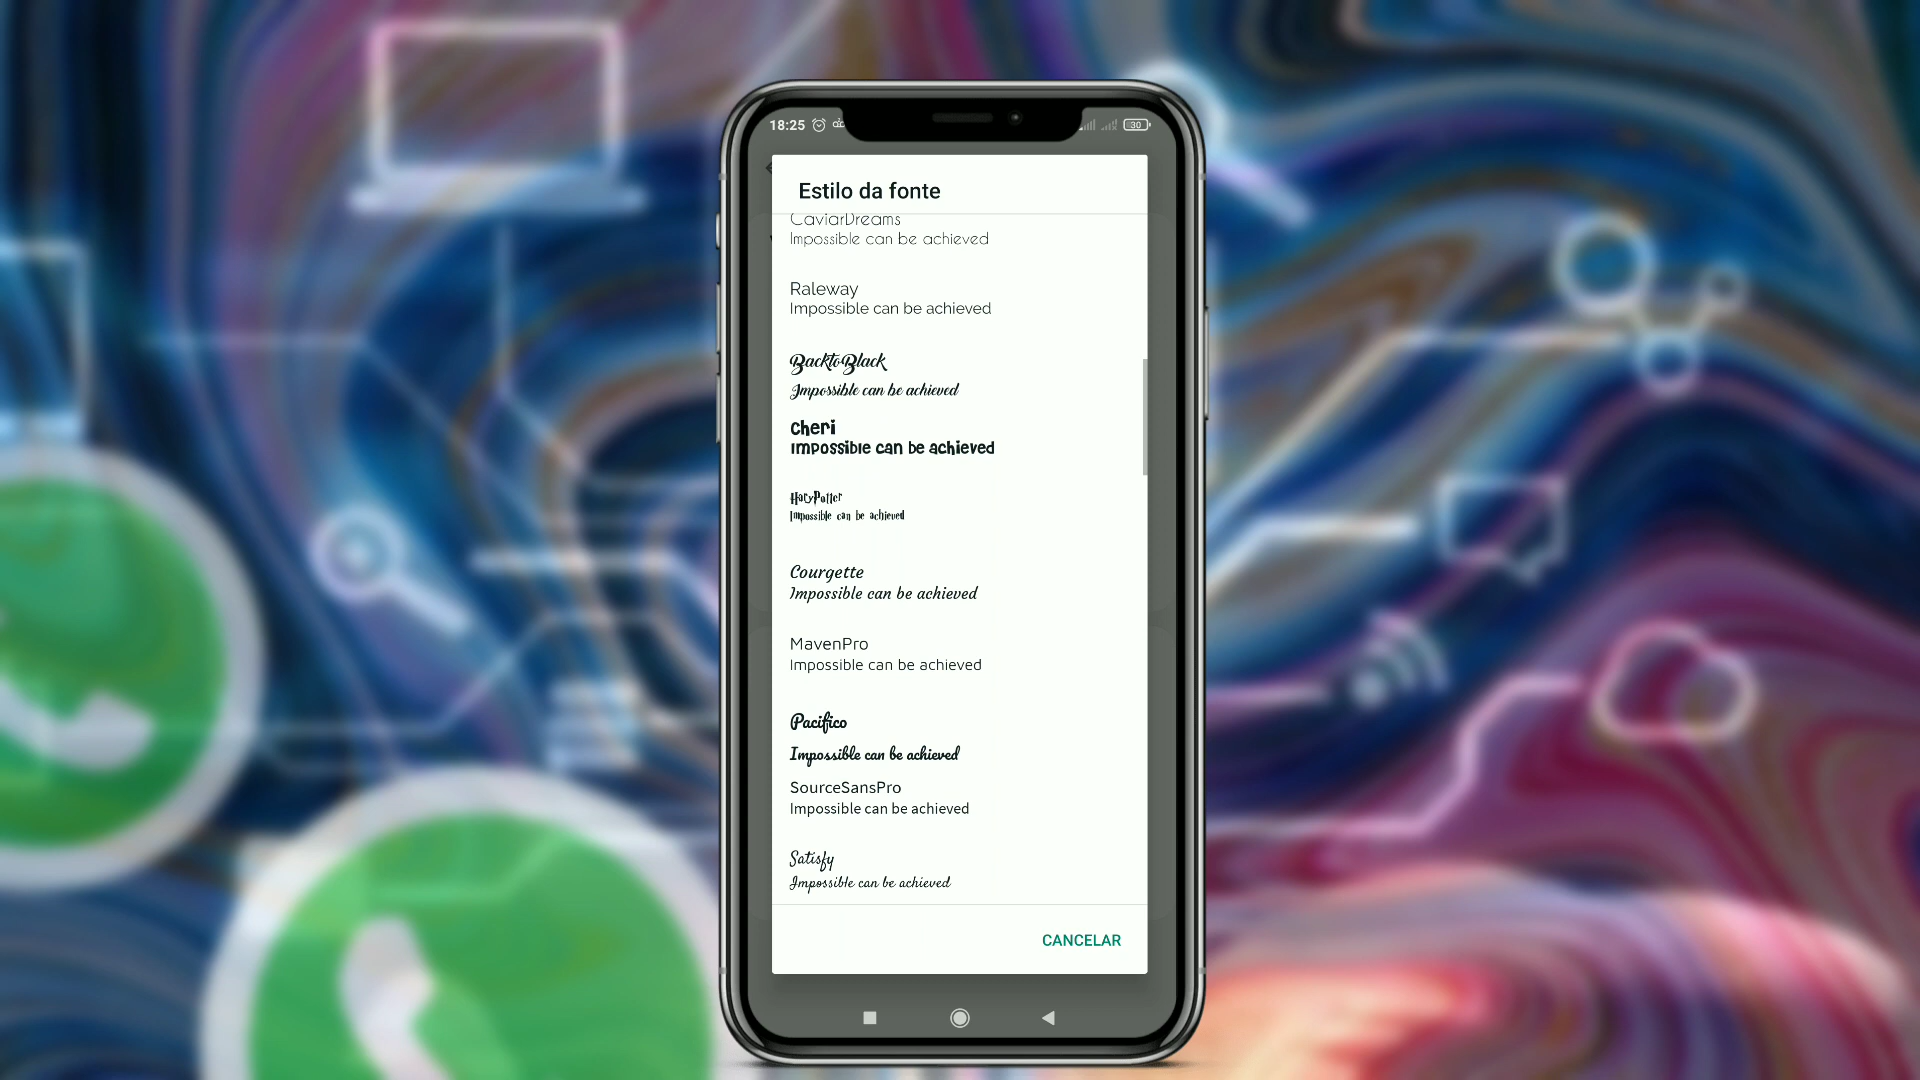 18:25
30
Estilo da fonte
CaviarDreams
Impossible can be achieved
Raleway
Impossible can be achieved
BacktoBlack
Impossible can be achieved
Cheri
Impossible can be achieved
HaryPotter
Impossible can be achieved
Courgette
Impossible can be achieved
MavenPro
Impossible can be achieved
Pacifico
Impossible can be achieved
SourceSansPro
Impossible can be achieved
Satisfy
Impossible can be achieved
CANCELAR